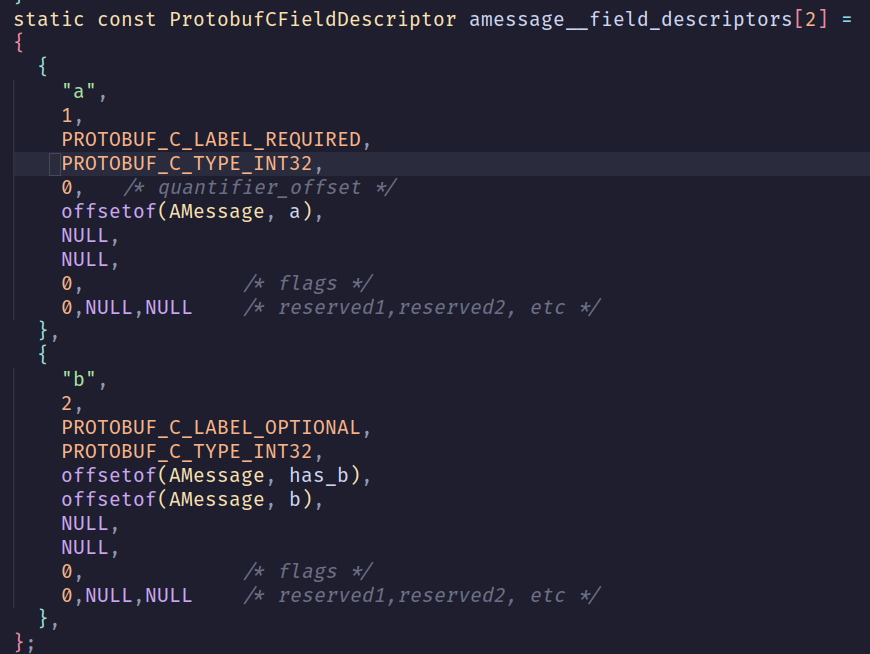 }
static const ProtobufCFieldDescriptor amessage__field_descriptors[2] =
{
  {
    "a",
    1,
    PROTOBUF_C_LABEL_REQUIRED,
    PROTOBUF_C_TYPE_INT32,
    0,   /* quantifier_offset */
    offsetof(AMessage, a),
    NULL,
    NULL,
    0,             /* flags */
    0,NULL,NULL    /* reserved1,reserved2, etc */
  },
  {
    "b",
    2,
    PROTOBUF_C_LABEL_OPTIONAL,
    PROTOBUF_C_TYPE_INT32,
    offsetof(AMessage, has_b),
    offsetof(AMessage, b),
    NULL,
    NULL,
    0,             /* flags */
    0,NULL,NULL    /* reserved1,reserved2, etc */
  },
};